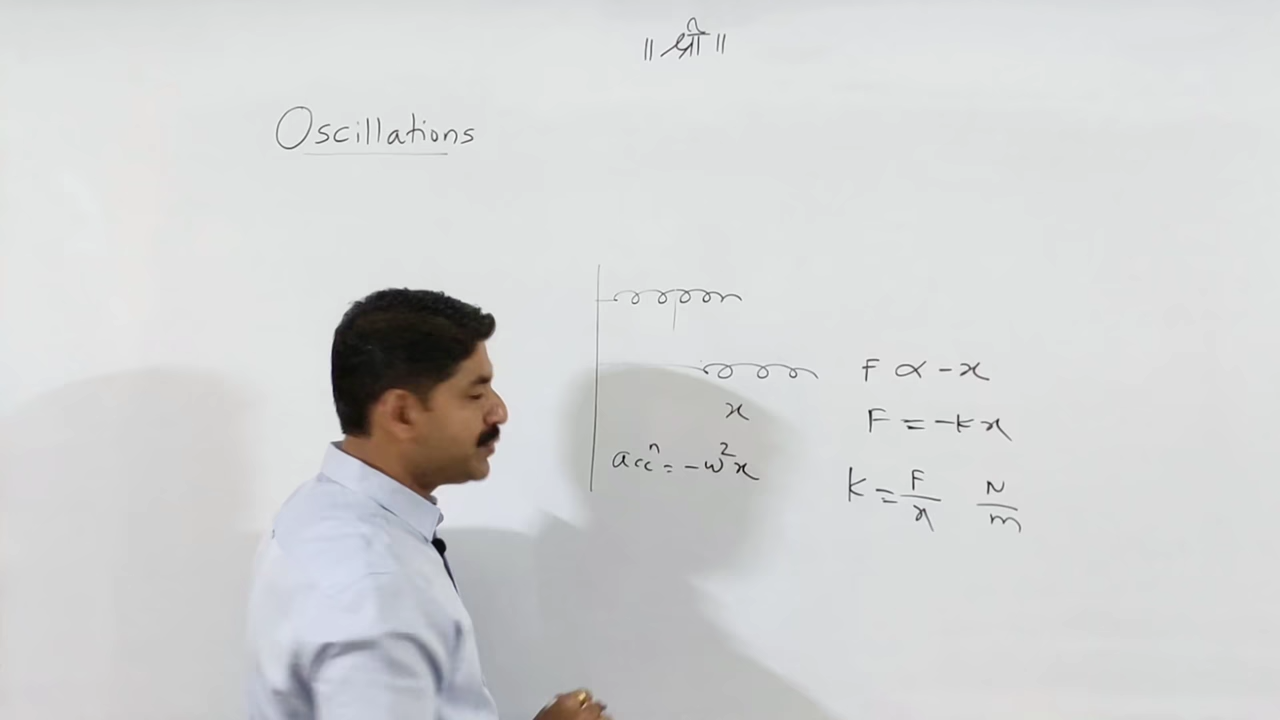 ॥ श्री ॥
Oscillations
F ∝ -x
x
F = -kx
accⁿ = -ω²x
K = F/x N/m